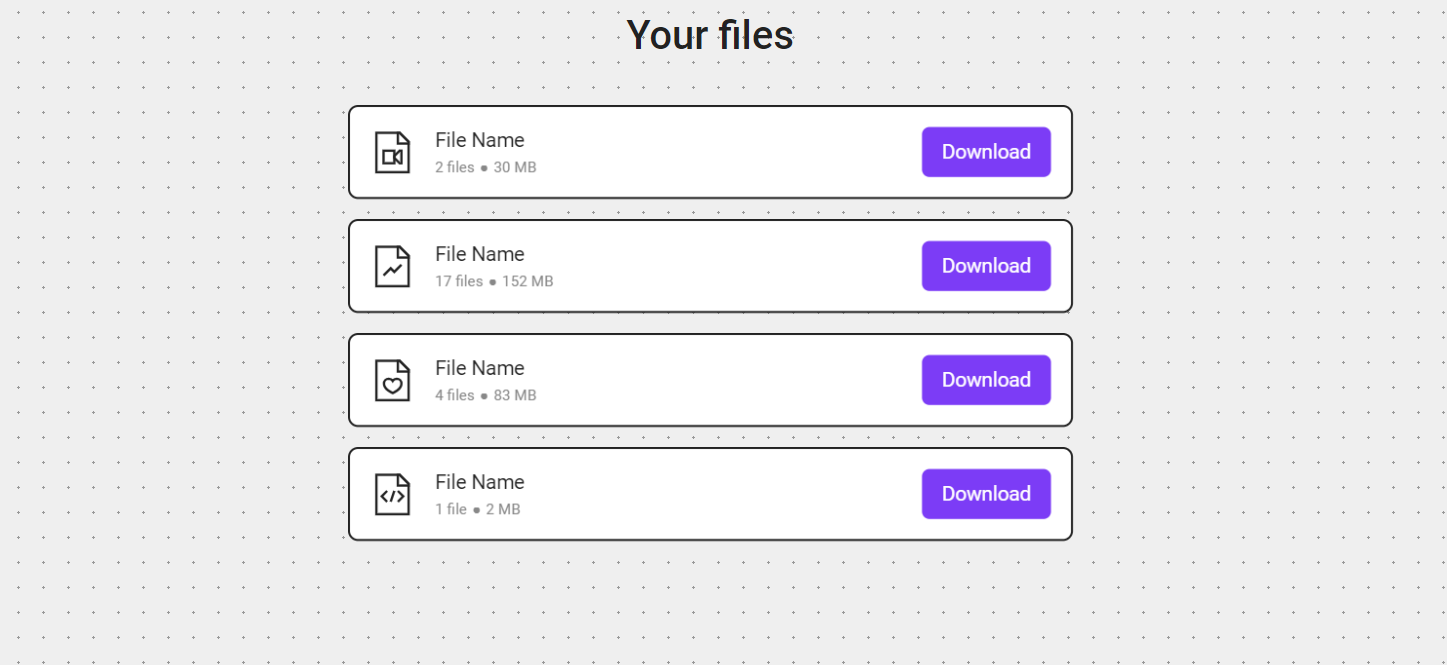 Your files
File Name
2 files ● 30 MB
Download
File Name
17 files ● 152 MB
Download
File Name
4 files ● 83 MB
Download
File Name
1 file ● 2 MB
Download